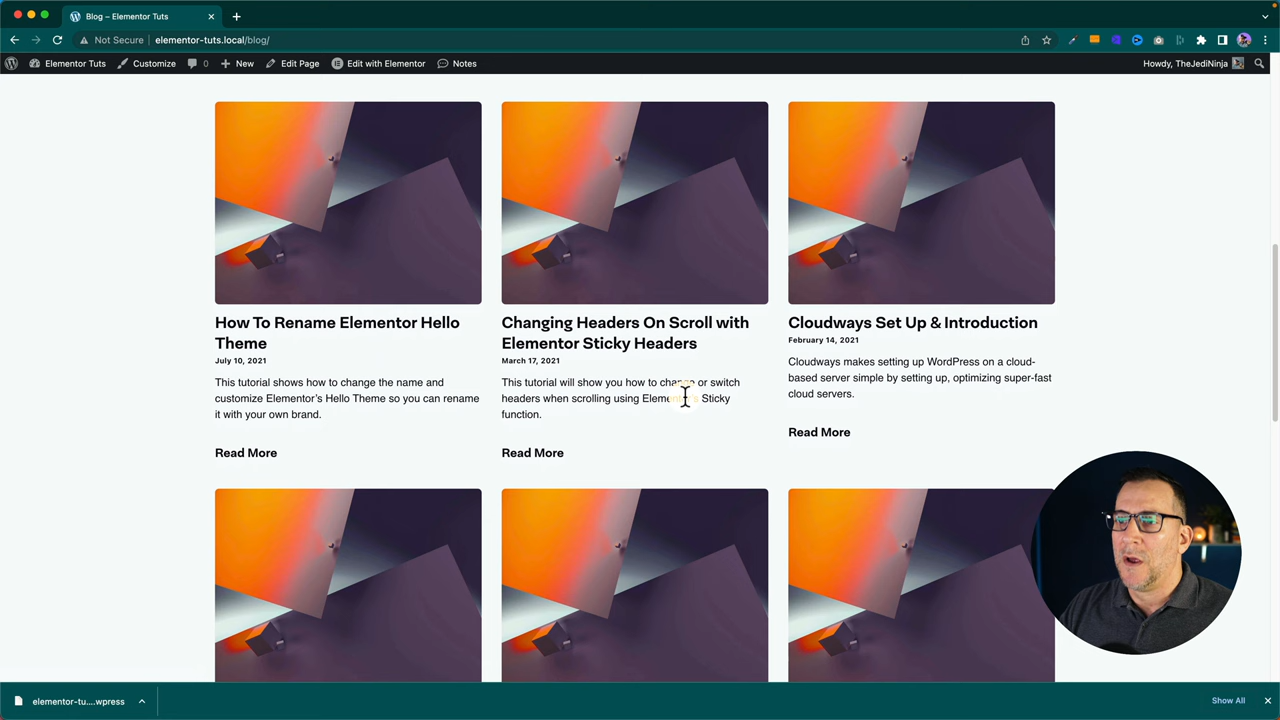 Blog – Elementor Tuts
Not Secure
elementor-tuts.local/blog/
Elementor Tuts
Customize
0
New
Edit Page
Edit with Elementor
Notes
Howdy, TheJediNinja
How To Rename Elementor Hello
Theme
July 10, 2021
This tutorial shows how to change the name and
customize Elementor’s Hello Theme so you can rename
it with your own brand.
Read More
Changing Headers On Scroll with
Elementor Sticky Headers
March 17, 2021
This tutorial will show you how to change or switch
headers when scrolling using Elementor’s Sticky
function.
Read More
Cloudways Set Up & Introduction
February 14, 2021
Cloudways makes setting up WordPress on a cloud-
based server simple by setting up, optimizing super-fast
cloud servers.
Read More
elementor-tu....wpress
Show All